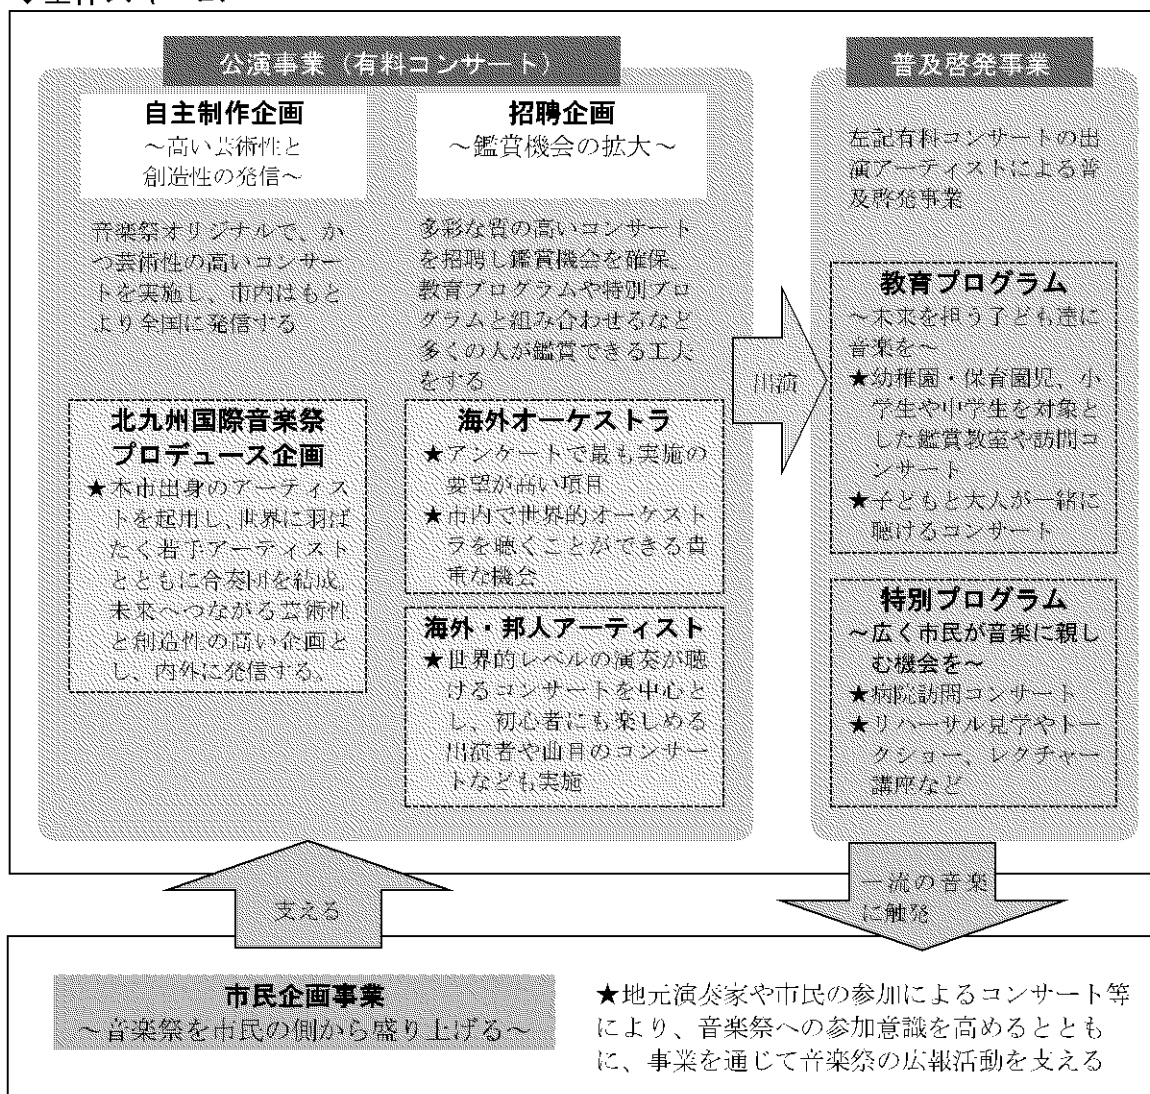 公演事業（有料コンサート）
自主制作企画
～高い芸術性と
創造性の発信～
音楽祭オリジナルで、か
つ芸術性の高いコンサー
トを実施し、市内はもと
より全国に発信する
北九州国際音楽祭
プロデュース企画
★本市出身のアーティス
トを起用し、世界に羽ば
たく若手アーティスト
とともに合奏団を結成。
未来へつながる芸術性
と創造性の高い企画と
し、内外に発信する。
招聘企画
～鑑賞機会の拡大～
多彩な質の高いコンサート
を招聘し鑑賞機会を確保、
教育プログラムや特別プロ
グラムと組み合わせるなど
多くの人が鑑賞できる工夫
をする
海外オーケストラ
★アンケートで最も実施の
要望が高い項目
★市内で世界的オーケスト
ラを聴くことができる貴
重な機会
海外・邦人アーティスト
★世界的レベルの演奏が聴
けるコンサートを中心と
し、初心者にも楽しめる
出演者や曲目のコンサー
トなども実施
出演
普及啓発事業
左記有料コンサートの出
演アーティストによる普
及啓発事業
教育プログラム
～未来を担う子ども達に
音楽を～
★幼稚園・保育園児、小
学生や中学生を対象と
した鑑賞教室や訪問コ
ンサート
★子どもと大人が一緒に
聴けるコンサート
特別プログラム
～広く市民が音楽に親し
む機会を～
★病院訪問コンサート
★リハーサル見学やトー
クショー、レクチャー
講座など
支える
一流の音楽
に触発
市民企画事業
～音楽祭を市民の側から盛り上げる～
★地元演奏家や市民の参加によるコンサート等
により、音楽祭への参加意識を高めるととも
に、事業を通じて音楽祭の広報活動を支える